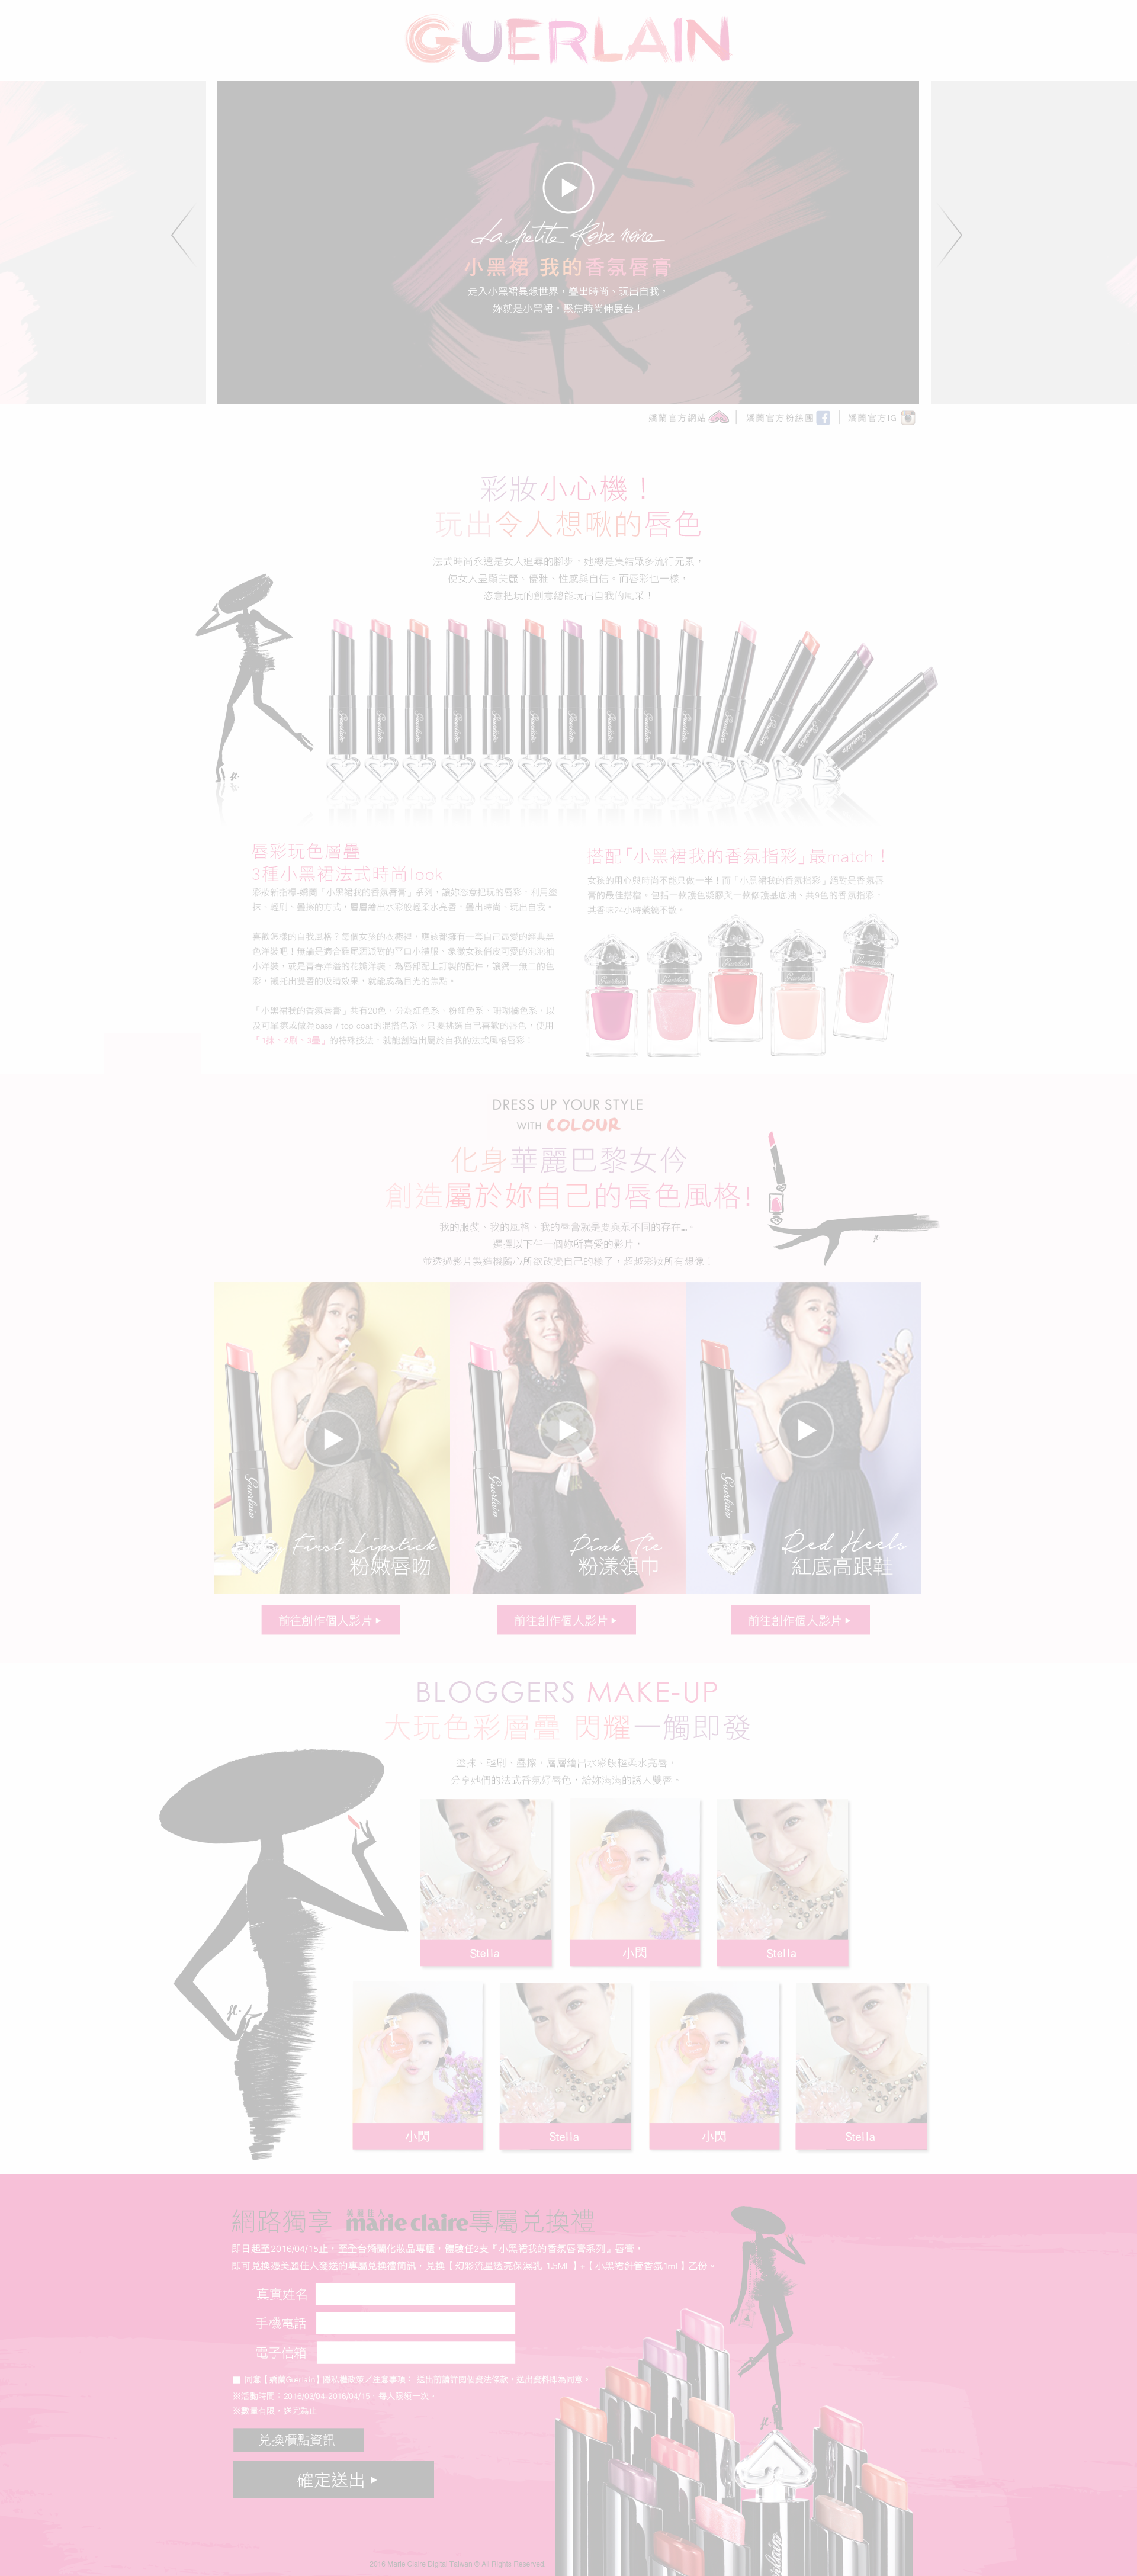 GUERLAIN
La petite Robe noire
小黑裙 我的香氛唇膏
走入小黑裙異想世界，疊出時尚、玩出自我，
妳就是小黑裙，聚焦時尚伸展台！
嬌蘭官方網站
嬌蘭官方粉絲團
嬌蘭官方IG
彩妝小心機！
玩出令人想啾的唇色
法式時尚永遠是女人追尋的腳步，她總是集結眾多流行元素，
使女人盡顯美麗、優雅、性感與自信、而唇彩也一樣，
恣意把玩的創意總能玩出自我的風采！
唇彩玩色層疊
3種小黑裙法式時尚look
彩妝新指標-嬌蘭「小黑裙我的香氛唇膏」系列，讓妳恣意把玩的唇彩，利用塗
抹、輕刷、疊擦的方式，層層繪出水彩般輕柔水亮唇，疊出時尚、玩出自我。
喜歡怎樣的自我風格？每個女孩的衣櫥裡，應該都擁有一套自己最愛的經典黑
色洋裝吧！無論是適合雞尾酒派對的平口小禮服、象徵女孩俏皮可愛的泡泡袖
小洋裝，或是青春洋溢的花瓣洋裝，為唇部配上訂製的配件，讓獨一無二的色
彩，襯托出雙唇的吸睛效果，就能成為目光的焦點。
「小黑裙我的香氛唇膏」共有20色，分為紅色系、粉紅色系、珊瑚橘色系，以
及可單擦或做為base / top coat的混搭色系。只要挑選自己喜歡的唇色，使用
「1抹、2刷、3疊」的特殊技法，就能創造出屬於自我的法式風格唇彩！
搭配「小黑裙我的香氛指彩」最match！
女孩的用心與時尚不能只做一半！而「小黑裙我的香氛指彩」絕對是香氛唇
膏的最佳搭檔。包括一款護色凝膠與一款修護基底油，共9色的香氛指彩，
其香味24小時縈繞不散。
DRESS UP YOUR STYLE
WITH COLOUR
化身華麗巴黎女伶
創造屬於妳自己的唇色風格!
我的服裝、我的風格、我的唇膏就是要與眾不同的存在...，
選擇以下任一個妳所喜愛的影片，
並透過影片製造機隨心所欲改變自己的樣子，超越彩妝所有想像！
Guerlain
First Lipstick
粉嫩唇吻
Guerlain
Pink Tie
粉漾領巾
Guerlain
Red Heels
紅底高跟鞋
前往創作個人影片
前往創作個人影片
前往創作個人影片
BLOGGERS MAKE-UP
大玩色彩層疊 閃耀一觸即發
塗抹、輕刷、疊擦，層層繪出水彩般輕柔水亮唇，
分享她們的法式香氛好唇色，給妳滿滿的誘人雙唇。
Stella
小閃
Stella
小閃
Stella
小閃
Stella
網路獨享 美麗佳人 marie claire專屬兌換禮
即日起至2016/04/15止，至全台嬌蘭化妝品專櫃，體驗任2支『小黑裙我的香氛唇膏系列』唇膏，
即可兌換憑美麗佳人發送的專屬兌換禮簡訊，兌換【幻彩流星透亮保濕乳 1.5ML】+【小黑裙針管香氛1ml】乙份。
真實姓名
手機電話
電子信箱
同意【嬌蘭Guerlain】隱私權政策／注意事項： 送出前請詳閱個資法條款，送出資料即為同意。
※活動時間：2016/03/04-2016/04/15，每人限領一次。
※數量有限，送完為止
兌換櫃點資訊
確定送出
2016 Marie Claire Digital Taiwan © All Rights Reserved